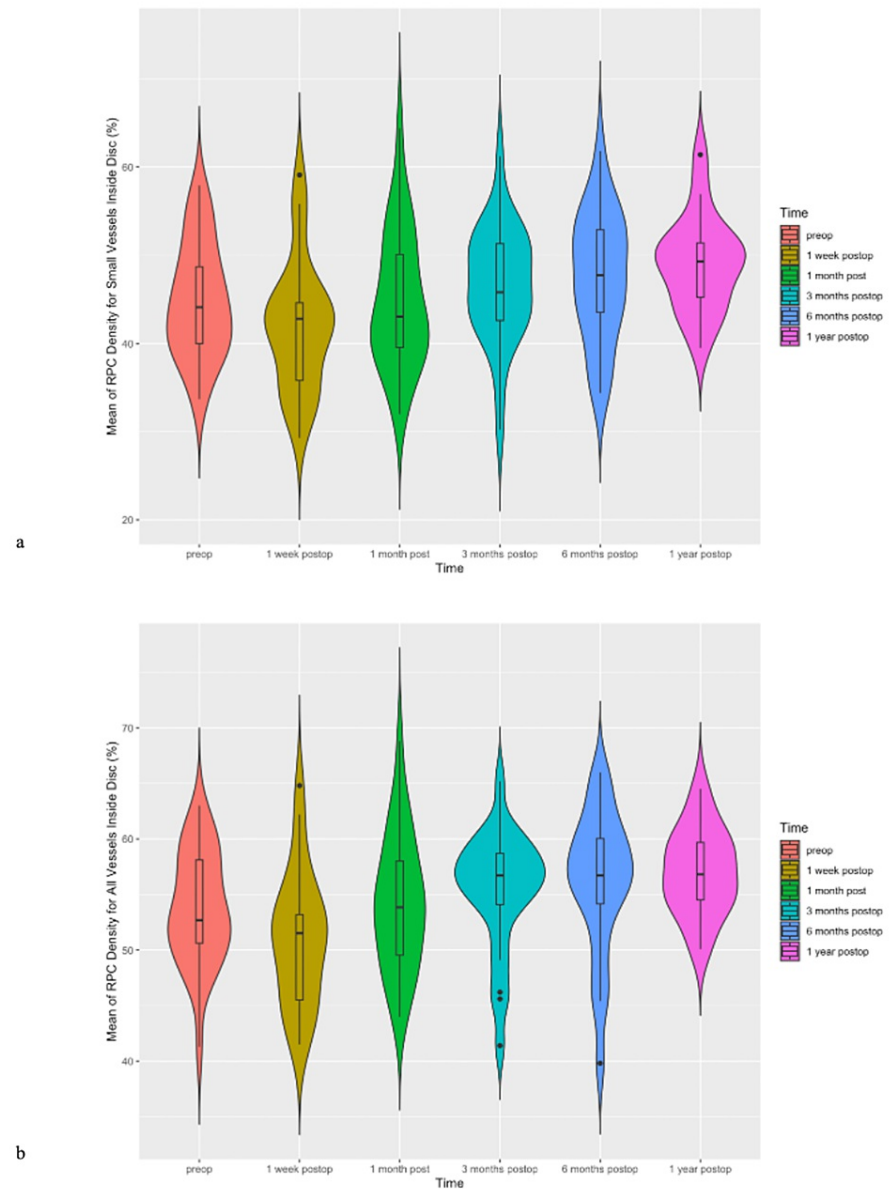 Mean of RPC Density for Small Vessels Inside Disc (%)
60
40
20
preop
1 week postop
1 month post
3 months postop
6 months postop
1 year postop
Time
Time
preop
1 week postop
1 month post
3 months postop
6 months postop
1 year postop
a
Mean of RPC Density for All Vessels Inside Disc (%)
70
60
50
40
preop
1 week postop
1 month post
3 months postop
6 months postop
1 year postop
Time
Time
preop
1 week postop
1 month post
3 months postop
6 months postop
1 year postop
b